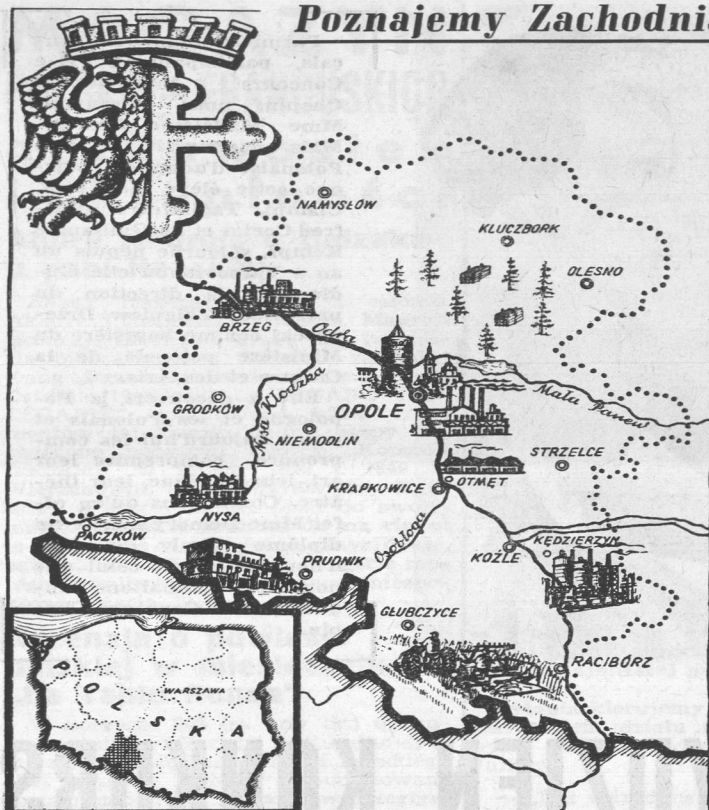 Poznajemy Zachodni
NAMYSŁÓW
KLUCZBORK
OLESNO
BRZEG
Odra
Mała Panew
GRODKÓW
Nysa Kłodzka
OPOLE
NIEMODLIN
STRZELCE
KRAPKOWICE
OTMĘT
NYSA
PACZKÓW
Osobłoga
KOŹLE
KĘDZIERZYN
PRUDNIK
GŁUBCZYCE
RACIBÓRZ
POLSKA
WARSZAWA